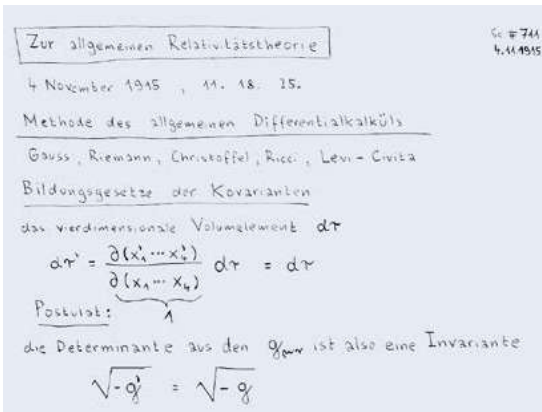 Zur allgemeinen Relativitätstheorie
Sc #711
4.11.1915
4 November 1915 , 11. 18. 25.
Methode des allgemeinen Differentialkalküls
Gauss, Riemann, Christoffel, Ricci, Levi-Civita
Bildungsgesetze der Kovarianten
das vierdimensionale Volumelement dτ
dτ' = ∂(x₁'...x₄') / ∂(x₁...x₄) dτ = dτ
Postulat: 1
die Determinante aus den gμν ist also eine Invariante
√-g' = √-g